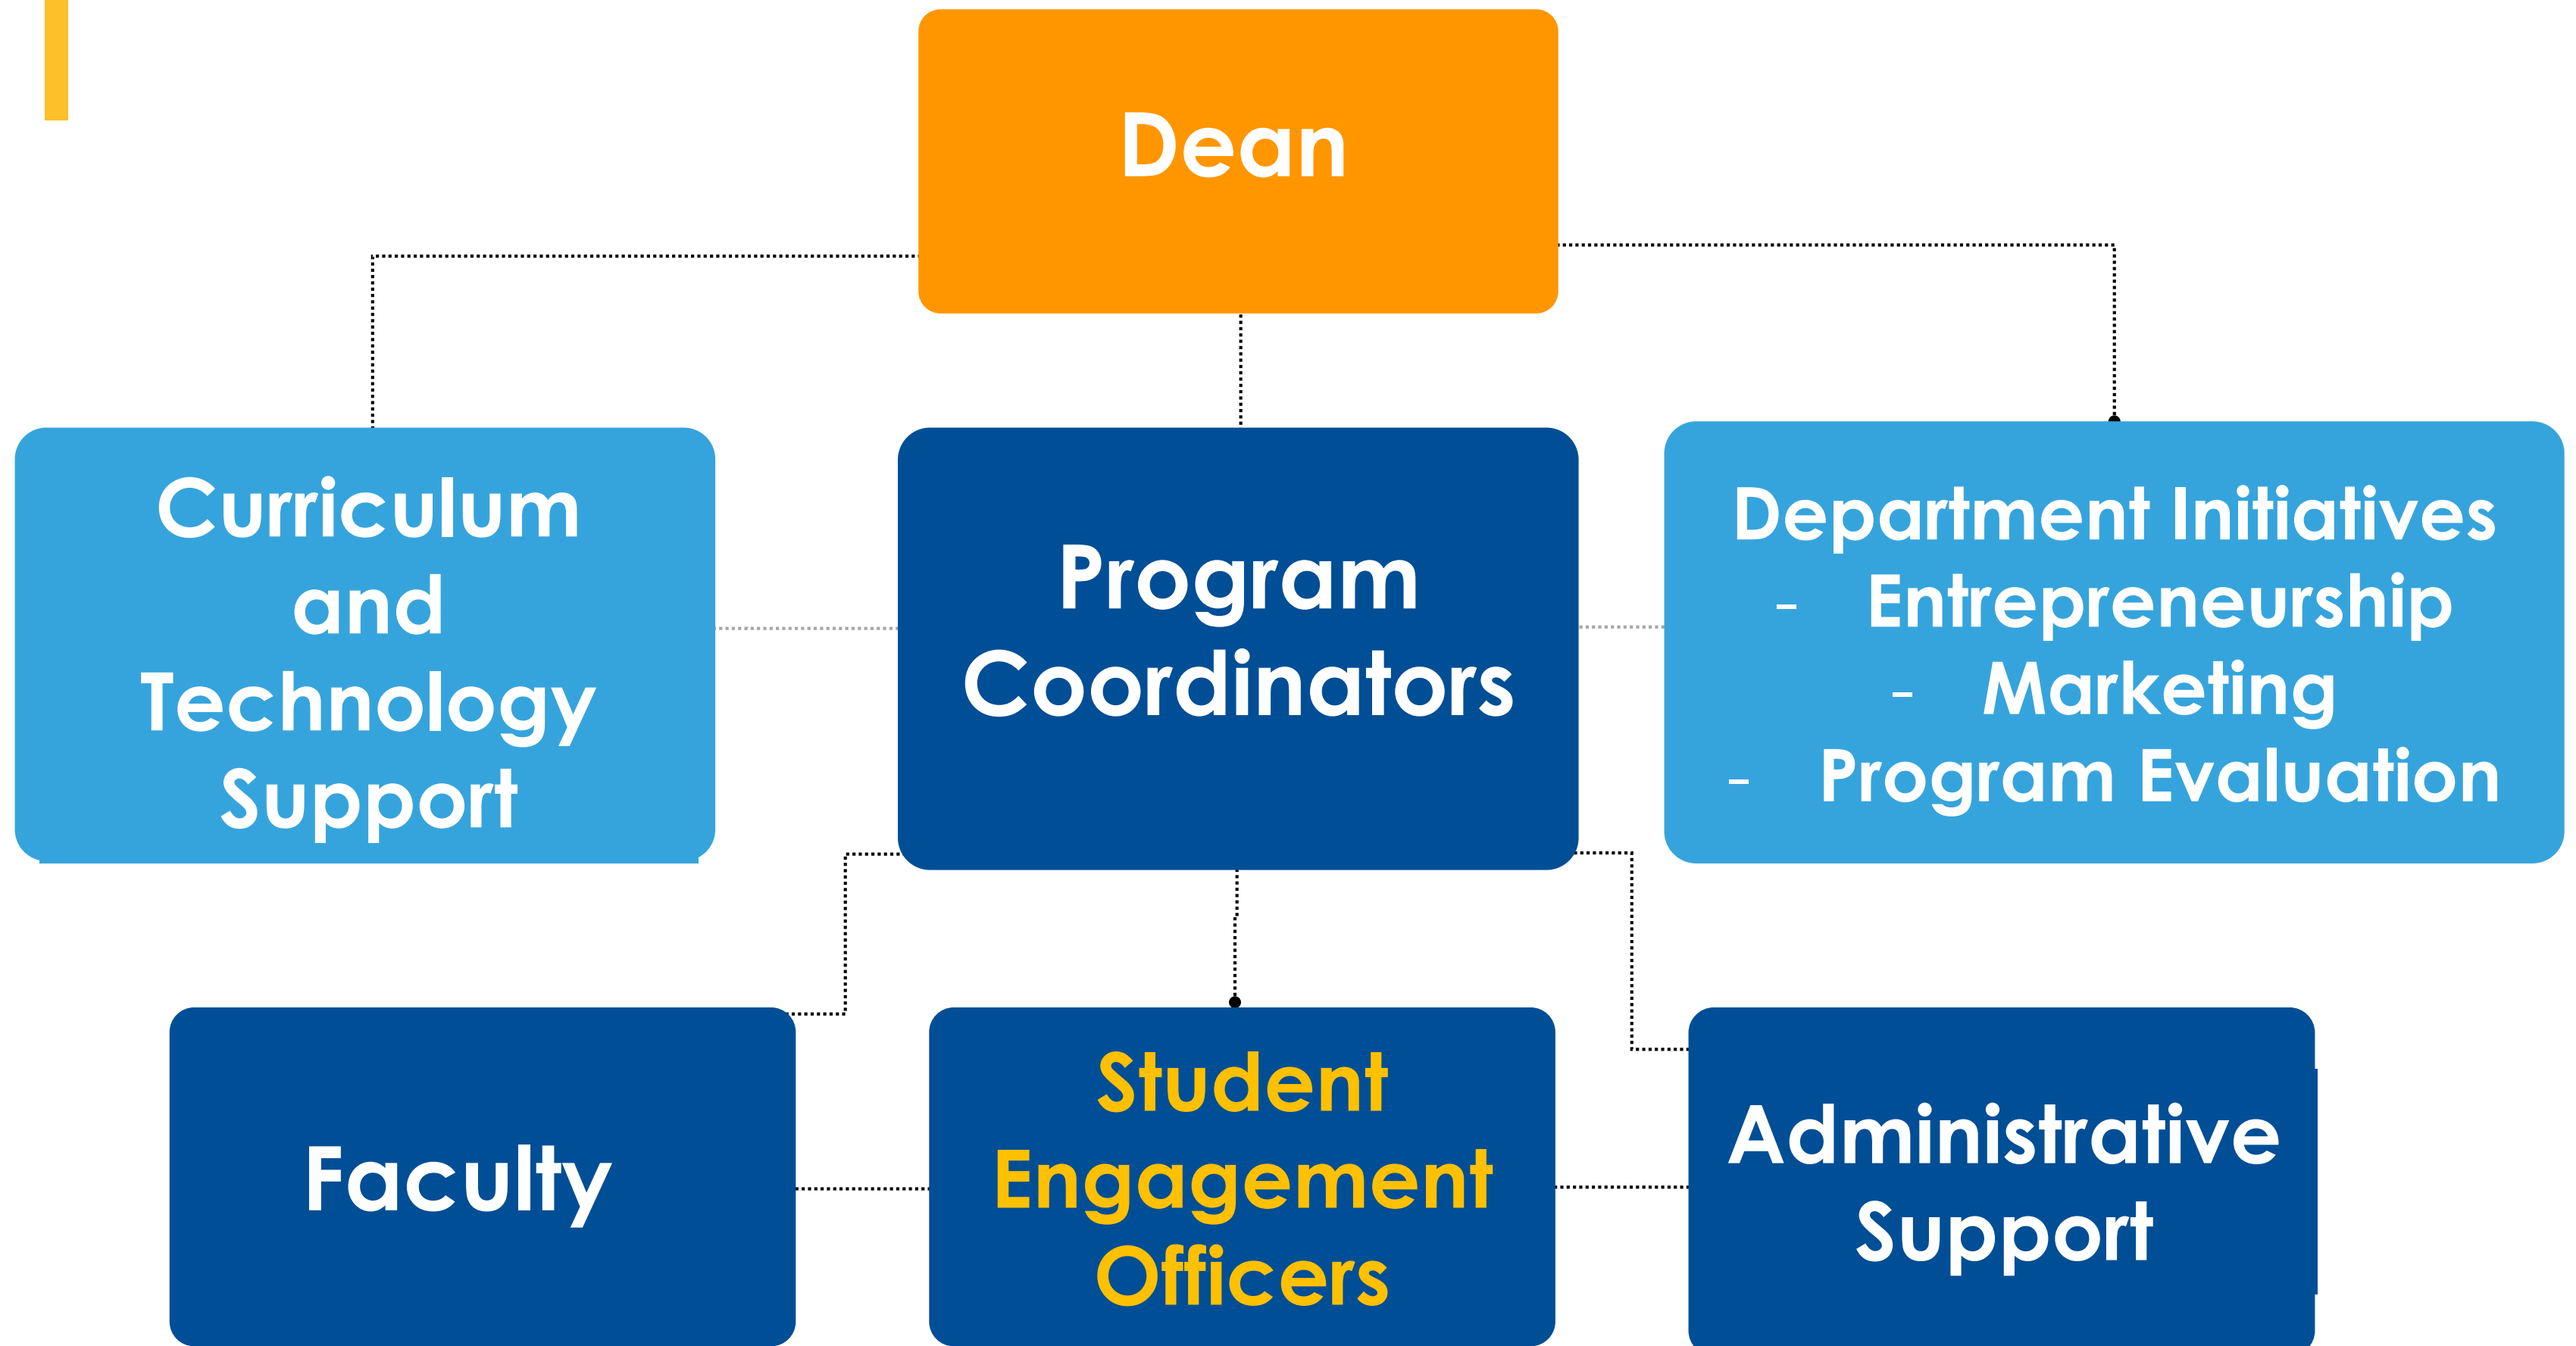 Dean
Curriculum
and
Technology
Support
Program
Coordinators
Department Initiatives
- Entrepreneurship
- Marketing
- Program Evaluation
Faculty
Student
Engagement
Officers
Administrative
Support